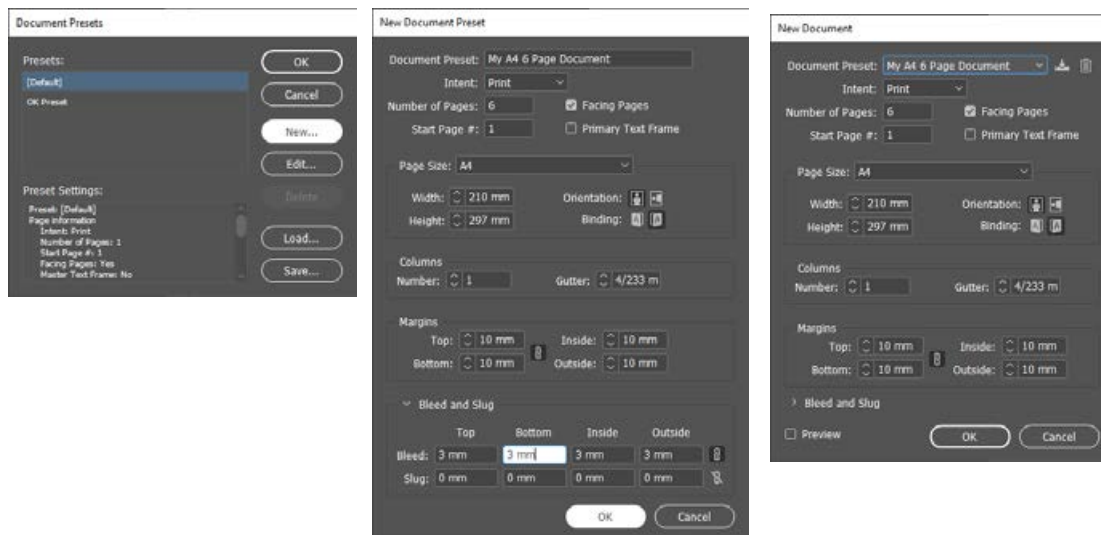 Document Presets
Presets:
[Default]
OK Preset
OK
Cancel
New...
Edit...
Delete
Load...
Save...
Preset Settings:
Preset: [Default]
Page Information
Intent: Print
Number of Pages: 1
Start Page #: 1
Facing Pages: Yes
Master Text Frame: No
New Document Preset
Document Preset: My A4 6 Page Document
Intent: Print
Number of Pages: 6 Facing Pages
Start Page #: 1 Primary Text Frame
Page Size: A4
Width: 210 mm Orientation:
Height: 297 mm Binding:
Columns
Number: 1 Gutter: 4/233 m
Margins
Top: 10 mm Inside: 10 mm
Bottom: 10 mm Outside: 10 mm
Bleed and Slug
Top Bottom Inside Outside
Bleed: 3 mm 3 mm 3 mm 3 mm
Slug: 0 mm 0 mm 0 mm 0 mm
OK Cancel
New Document
Document Preset: My A4 6 Page Document
Intent: Print
Number of Pages: 6 Facing Pages
Start Page #: 1 Primary Text Frame
Page Size: A4
Width: 210 mm Orientation:
Height: 297 mm Binding:
Columns
Number: 1 Gutter: 4/233 m
Margins
Top: 10 mm Inside: 10 mm
Bottom: 10 mm Outside: 10 mm
Bleed and Slug
Preview OK Cancel